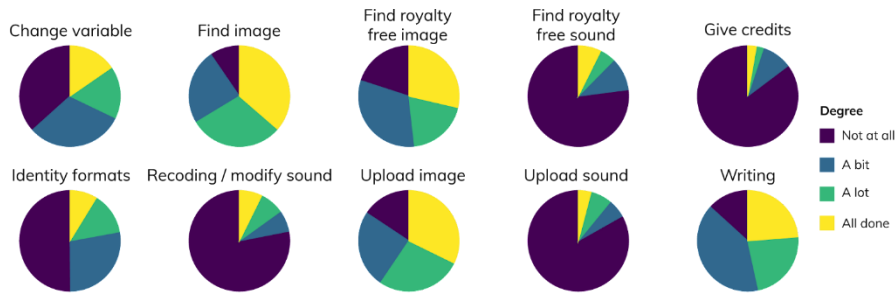 Change variable
Find image
Find royalty
free image
Find royalty
free sound
Give credits
Identity formats
Recoding / modify sound
Upload image
Upload sound
Writing
Degree
Not at all
A bit
A lot
All done